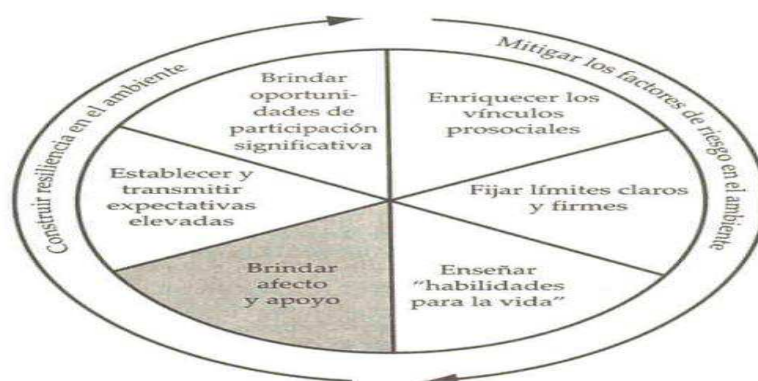 Construir resiliencia en el ambiente
Mitigar los factores de riesgo en el ambiente
Brindar
oportuni-
dades de
participación
significativa
Enriquecer los
vínculos
prosociales
Establecer y
transmitir
expectativas
elevadas
Fijar límites claros
y firmes
Brindar
afecto
y apoyo
Enseñar
"habilidades
para la vida"